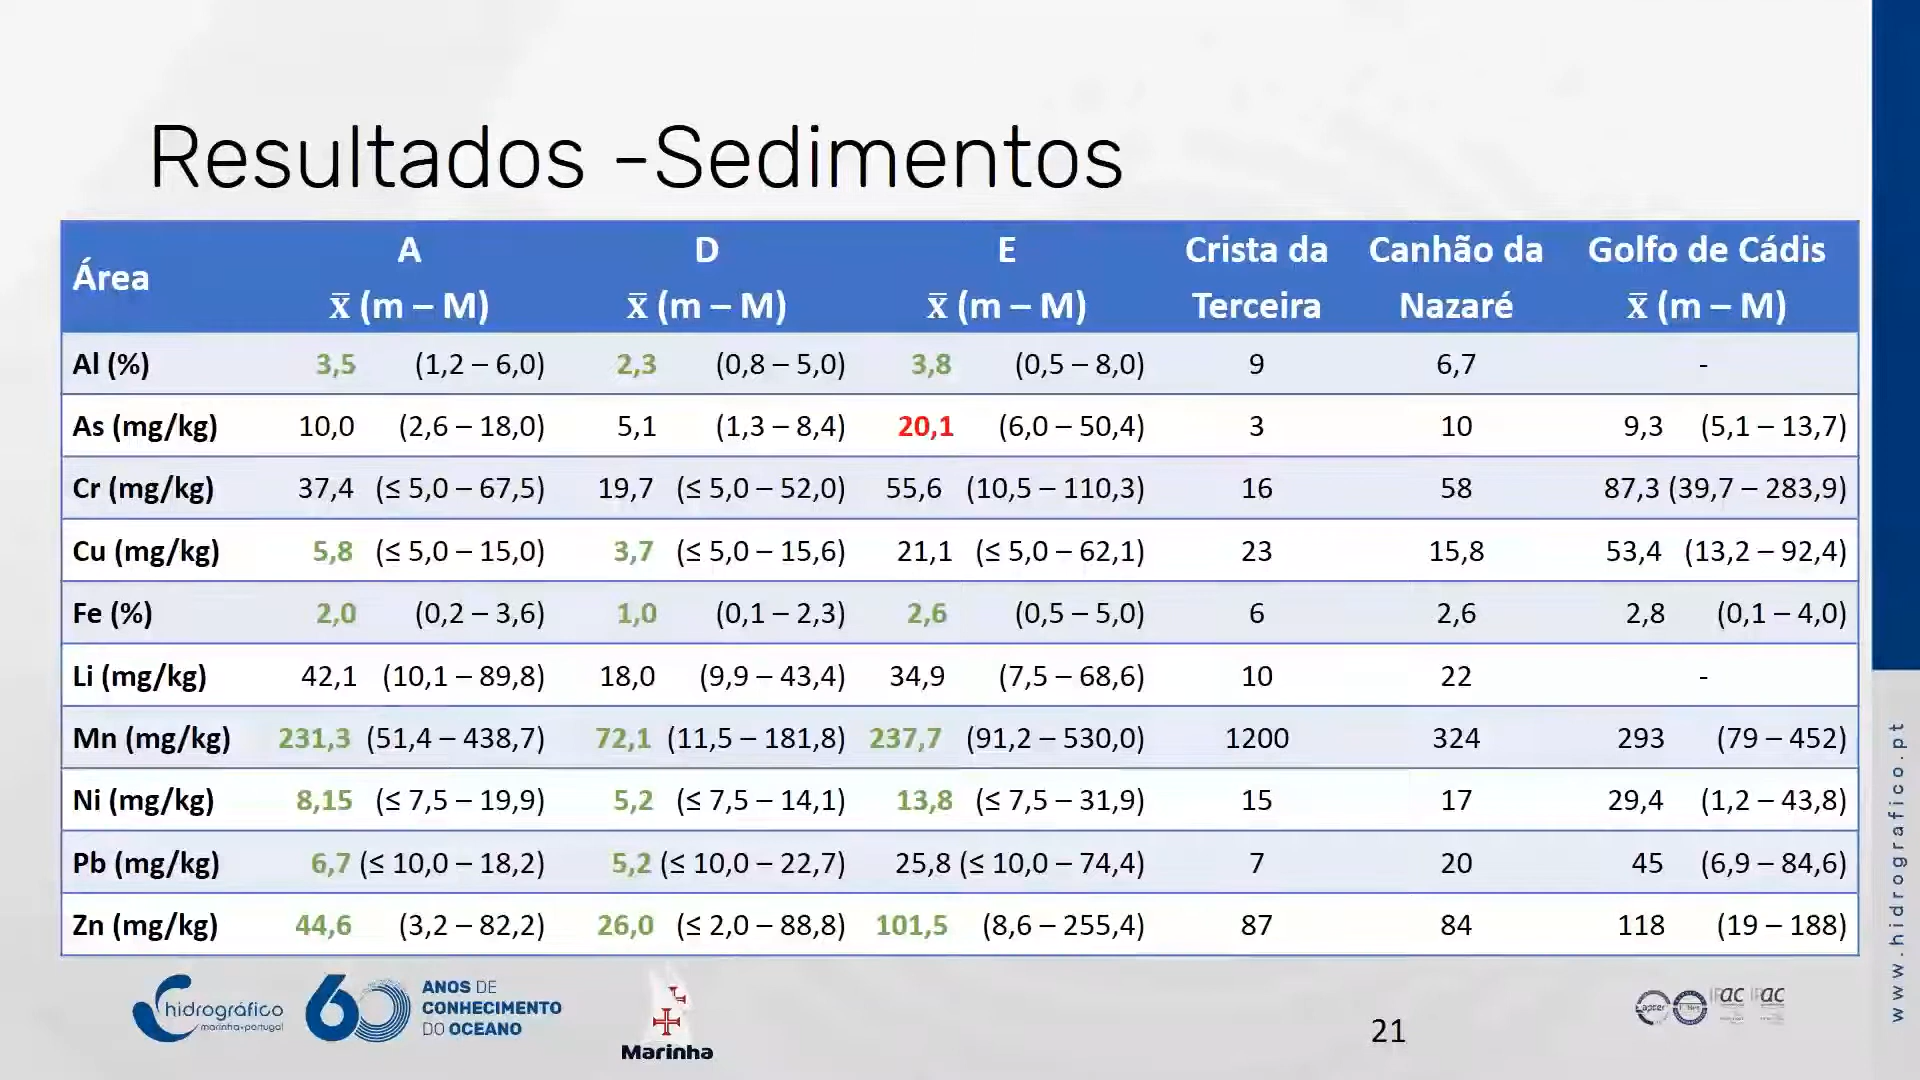 Resultados -Sedimentos
Área A D E Crista da Terceira Canhão da Nazaré Golfo de Cádis
x̅ (m – M) x̅ (m – M) x̅ (m – M) x̅ (m – M)
Al (%) 3,5 (1,2 – 6,0) 2,3 (0,8 – 5,0) 3,8 (0,5 – 8,0) 9 6,7 -
As (mg/kg) 10,0 (2,6 – 18,0) 5,1 (1,3 – 8,4) 20,1 (6,0 – 50,4) 3 10 9,3 (5,1 – 13,7)
Cr (mg/kg) 37,4 (≤ 5,0 – 67,5) 19,7 (≤ 5,0 – 52,0) 55,6 (10,5 – 110,3) 16 58 87,3 (39,7 – 283,9)
Cu (mg/kg) 5,8 (≤ 5,0 – 15,0) 3,7 (≤ 5,0 – 15,6) 21,1 (≤ 5,0 – 62,1) 23 15,8 53,4 (13,2 – 92,4)
Fe (%) 2,0 (0,2 – 3,6) 1,0 (0,1 – 2,3) 2,6 (0,5 – 5,0) 6 2,6 2,8 (0,1 – 4,0)
Li (mg/kg) 42,1 (10,1 – 89,8) 18,0 (9,9 – 43,4) 34,9 (7,5 – 68,6) 10 22 -
Mn (mg/kg) 231,3 (51,4 – 438,7) 72,1 (11,5 – 181,8) 237,7 (91,2 – 530,0) 1200 324 293 (79 – 452)
Ni (mg/kg) 8,15 (≤ 7,5 – 19,9) 5,2 (≤ 7,5 – 14,1) 13,8 (≤ 7,5 – 31,9) 15 17 29,4 (1,2 – 43,8)
Pb (mg/kg) 6,7 (≤ 10,0 – 18,2) 5,2 (≤ 10,0 – 22,7) 25,8 (≤ 10,0 – 74,4) 7 20 45 (6,9 – 84,6)
Zn (mg/kg) 44,6 (3,2 – 82,2) 26,0 (≤ 2,0 – 88,8) 101,5 (8,6 – 255,4) 87 84 118 (19 – 188)
hidrográfico
marinha-portugal
60
ANOS DE
CONHECIMENTO
DO OCEANO
Marinha
21
apcer
www.hidrografico.pt